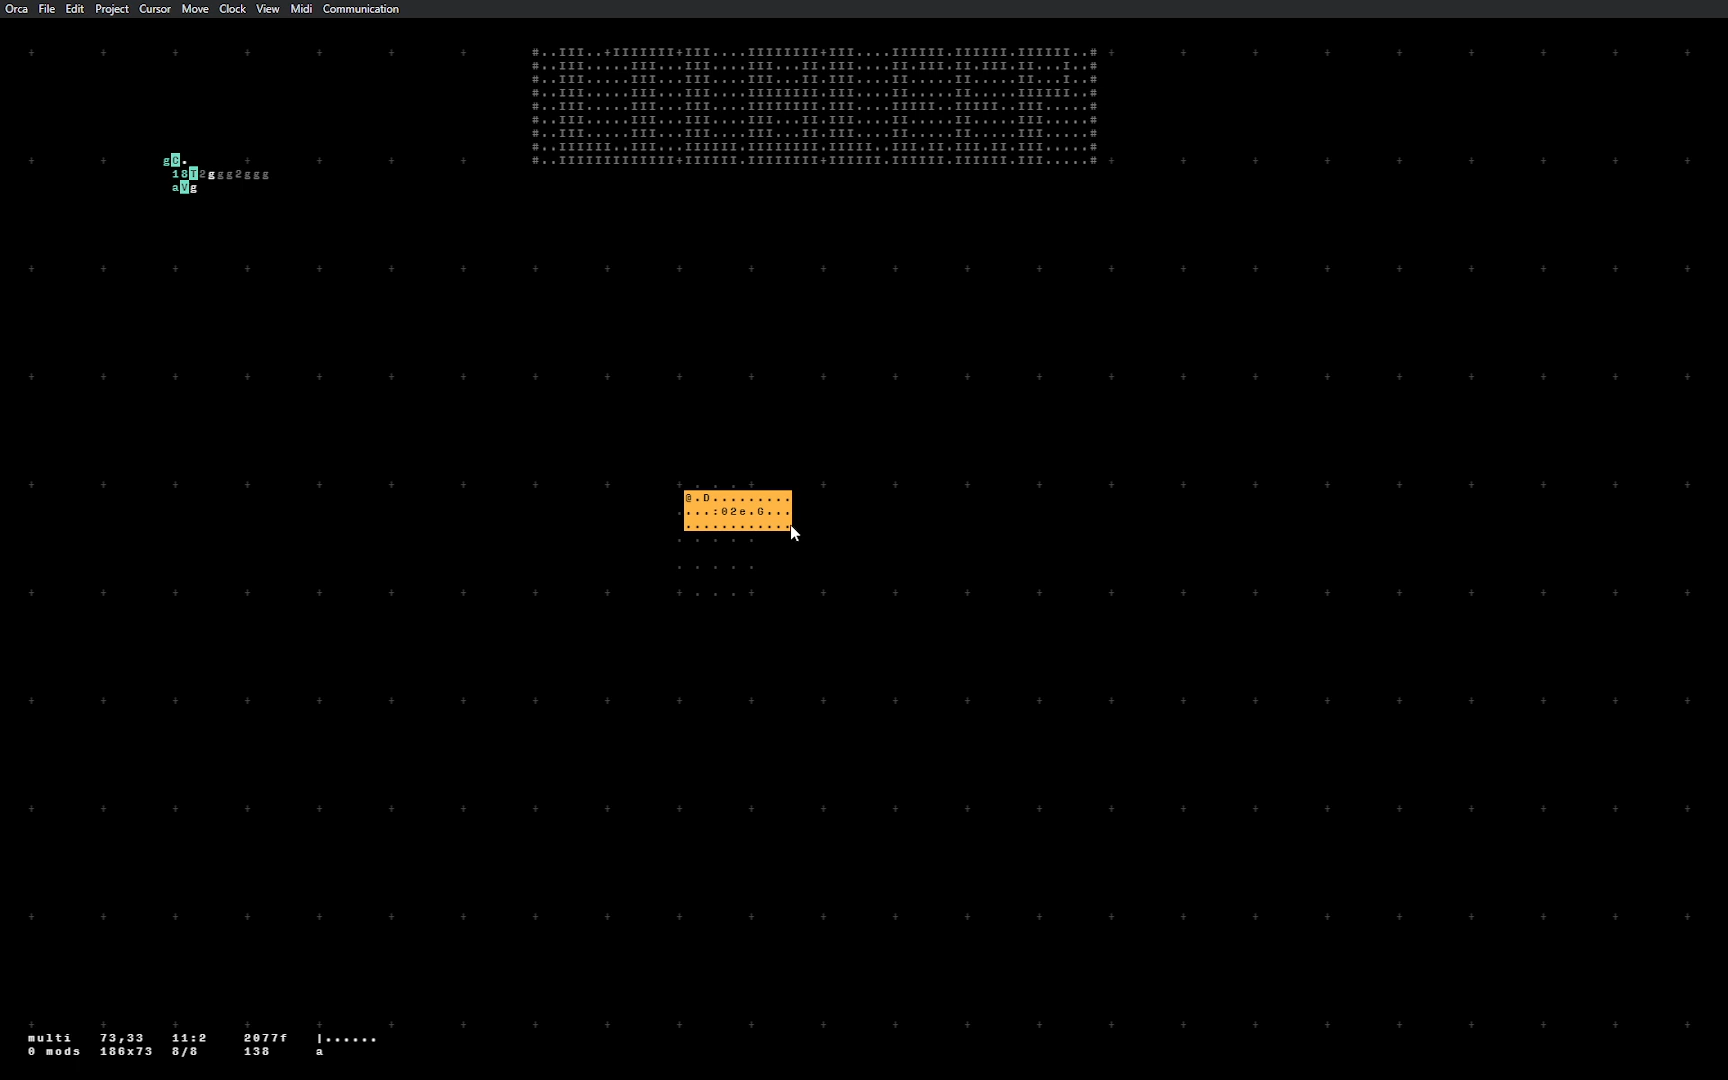 Orca File Edit Project Cursor Move Clock View Midi Communication
#..III..+IIIIIII+III....IIIIIIII+III....IIIIII.IIIIII.IIIIII..#
#..III.....III...III....III...II.III....II.III.II.III.II...I..#
#..III.....III...III....III...II.III....II.....II.....II...I..#
#..III.....III...III....IIIIIIII.III....II.....II.....IIIIII..#
#..III.....III...III....IIIIIIII.III....IIIII..IIIII..III.....#
#..III.....III...III....III...II.III....II.....II.....III.....#
#..III.....III...III....III...II.III....II.....II.....III.....#
#..III.....III...III....III...II.IIIII..III.II.III.II.III.....#
gC.
#..IIIIIIIIIIIII+IIIIII.IIIIIIII+IIIIII.IIIIII.IIIIII.III.....#
18T2ggg2ggg
aVg
@.D.........
...:02e.G...
............
multi 73,33 11:2 2077f |......
0 mods 186x73 8/8 138 a